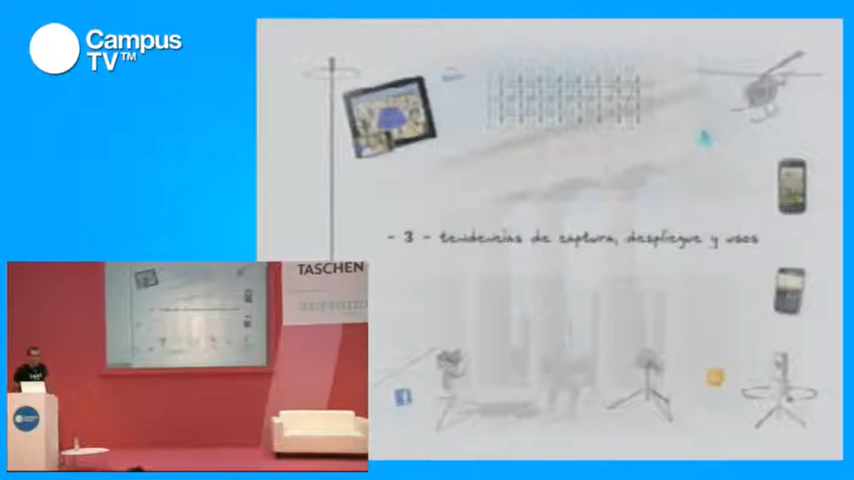 Campus
TV™
- 3 - tendencias de captura, despliegue y usos
TASCHEN